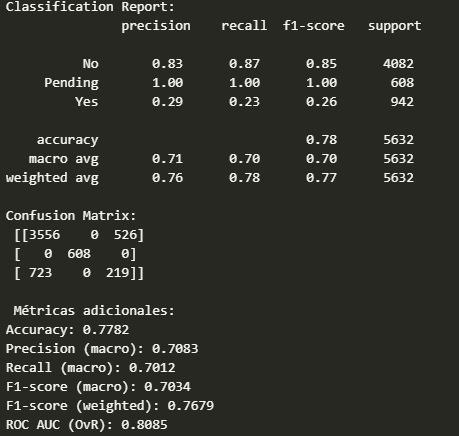 Classification Report:
precision recall f1-score support
No 0.83 0.87 0.85 4082
Pending 1.00 1.00 1.00 608
Yes 0.29 0.23 0.26 942
accuracy 0.78 5632
macro avg 0.71 0.70 0.70 5632
weighted avg 0.76 0.78 0.77 5632
Confusion Matrix:
[[3556 0 526]
[ 0 608 0]
[ 723 0 219]]
Métricas adicionales:
Accuracy: 0.7782
Precision (macro): 0.7083
Recall (macro): 0.7012
F1-score (macro): 0.7034
F1-score (weighted): 0.7679
ROC AUC (OvR): 0.8085